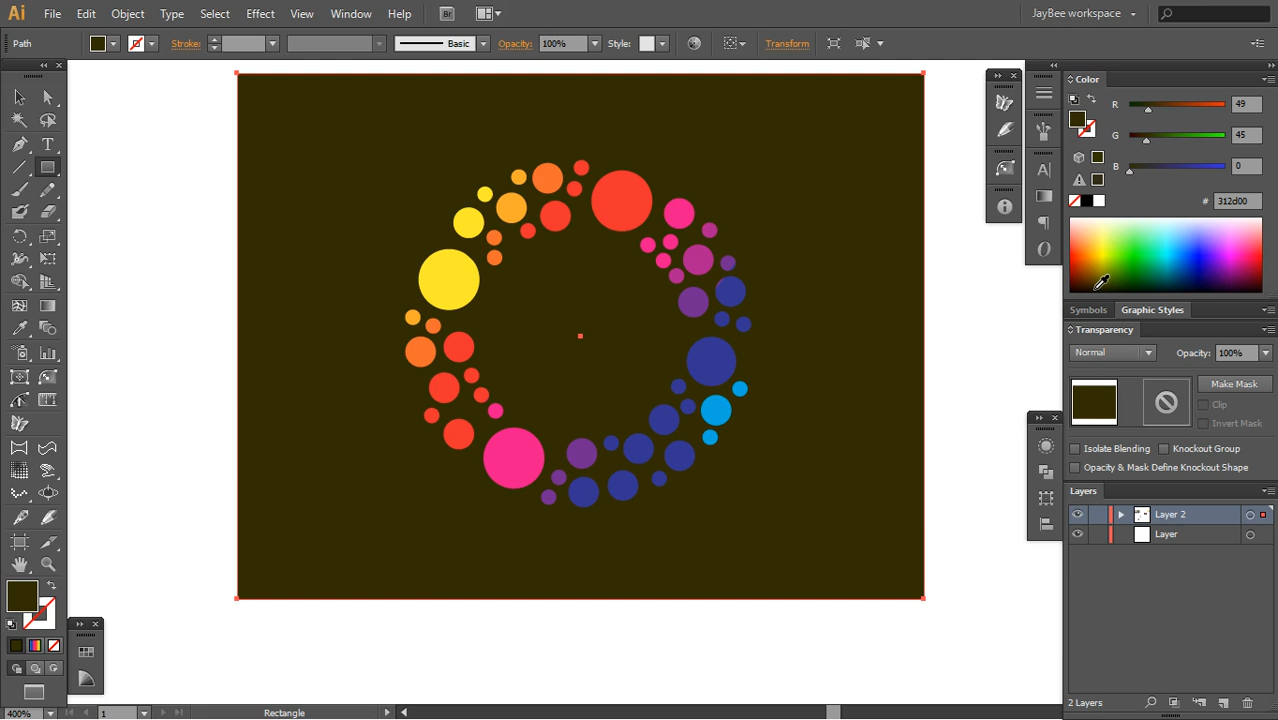 Ai File Edit Object Type Select Effect View Window Help Br JayBee workspace
Path Stroke: Basic Opacity: 100% Style: Transform
Color
R 49
G 45
B 0
# 312d00
Symbols Graphic Styles
Transparency
Normal Opacity: 100%
Make Mask
Clip
Invert Mask
Isolate Blending Knockout Group
Opacity & Mask Define Knockout Shape
Layers
Layer 2
Layer
2 Layers
400% 1 Rectangle